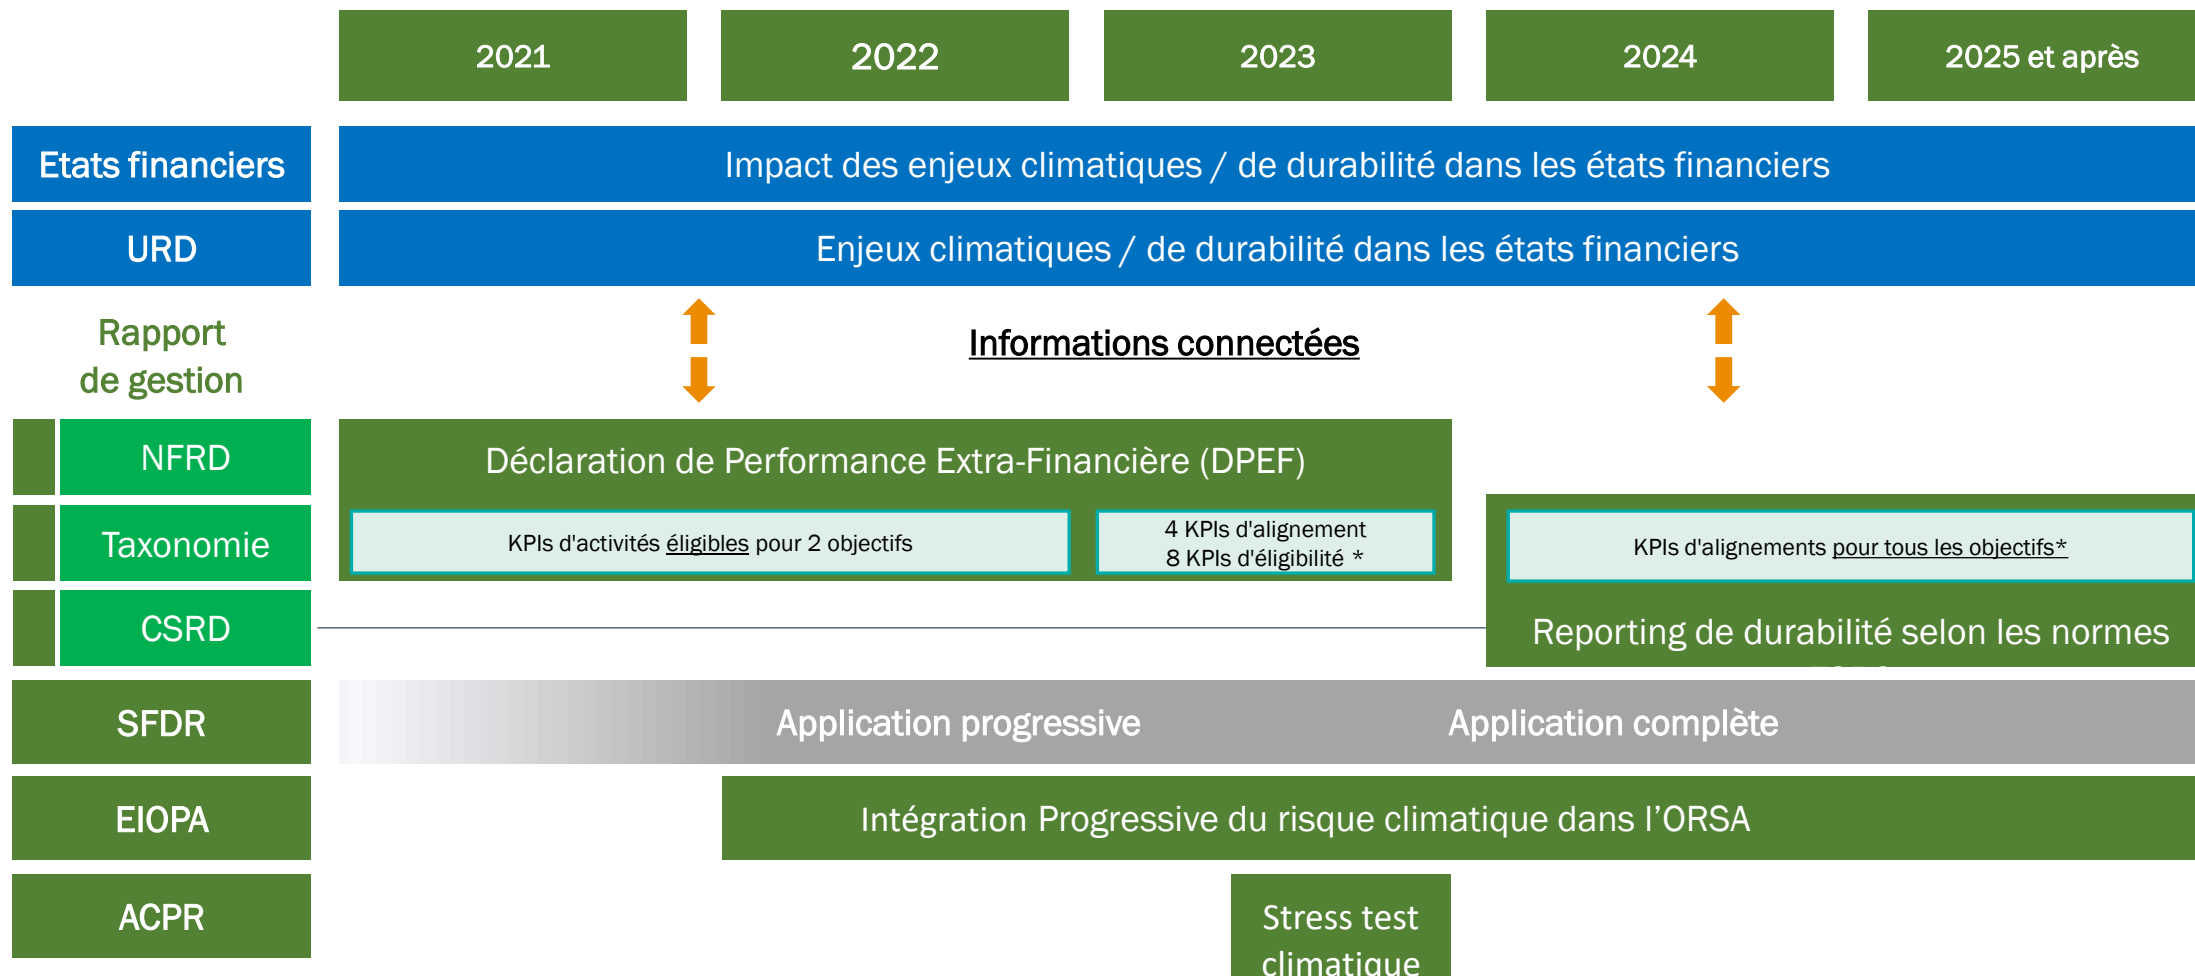 2021
2022
2023
2024
2025 et après
Etats financiers
Impact des enjeux climatiques / de durabilité dans les états financiers
URD
Enjeux climatiques / de durabilité dans les états financiers
Rapport
de gestion
Informations connectées
NFRD
Déclaration de Performance Extra-Financière (DPEF)
Taxonomie
KPIs d'activités éligibles pour 2 objectifs
4 KPIs d'alignement
8 KPIs d'éligibilité *
KPIs d'alignements pour tous les objectifs*
CSRD
Reporting de durabilité selon les normes
SFDR
Application progressive
Application complète
EIOPA
Intégration Progressive du risque climatique dans l'ORSA
ACPR
Stress test
climatique